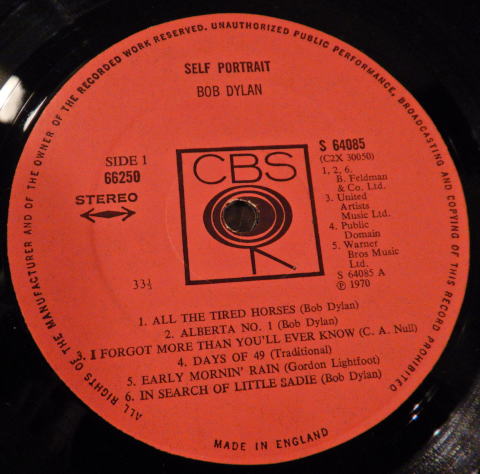 ALL RIGHTS OF THE MANUFACTURER AND OF THE OWNER OF THE RECORDED WORK RESERVED. UNAUTHORIZED PUBLIC PERFORMANCE, BROADCASTING AND COPYING OF THIS RECORD PROHIBITED.
SELF PORTRAIT
BOB DYLAN
SIDE 1
66250
STEREO
CBS
S 64085
(C2X 30050)
1, 2, 6,
B. Feldman
& Co. Ltd.
3. United
Artists
Music Ltd.
4. Public
Domain
5. Warner
Bros Music
Ltd.
S 64085 A
℗ 1970
33⅓
1. ALL THE TIRED HORSES (Bob Dylan)
2. ALBERTA NO. 1 (Bob Dylan)
3. I FORGOT MORE THAN YOU'LL EVER KNOW (C. A. Null)
4. DAYS OF 49 (Traditional)
5. EARLY MORNIN' RAIN (Gordon Lightfoot)
6. IN SEARCH OF LITTLE SADIE (Bob Dylan)
MADE IN ENGLAND